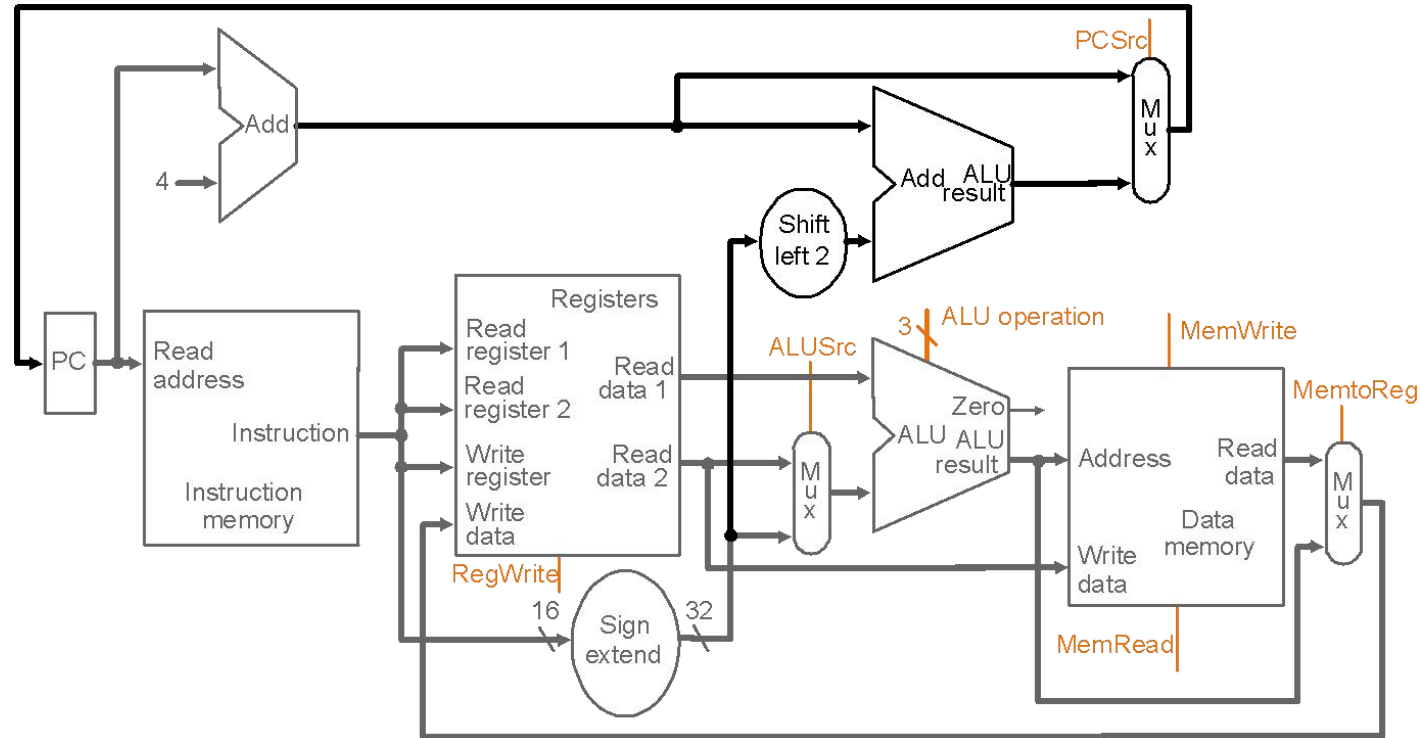 PCSrc
Add
4
M
u
x
Add ALU
result
Shift
left 2
PC
Read
address
Instruction
Instruction
memory
Registers
Read
register 1
Read
register 2
Write
register
Write
data
Read
data 1
Read
data 2
RegWrite
16
Sign
extend
32
ALUSrc
M
u
x
3
ALU operation
Zero
ALU ALU
result
MemWrite
Address
Read
data
Data
memory
Write
data
MemRead
MemtoReg
M
u
x